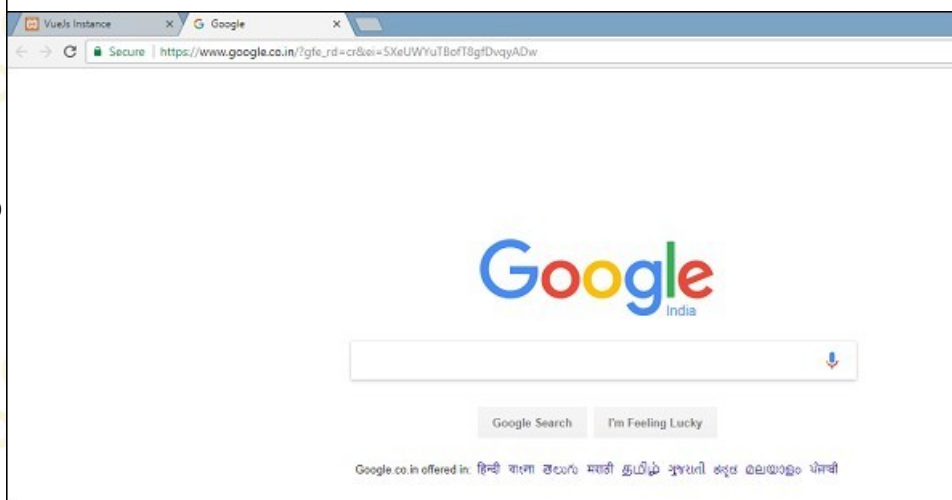 VueJs Instance
Google
Secure | https://www.google.co.in/?gfe_rd=cr&ei=5XeUWYuTBofT8gfDvqyADw
Google
India
Google Search I'm Feeling Lucky
Google.co.in offered in: हिन्दी বাংলা తెలుగు मराठी தமிழ் ગુજરાતી ಕನ್ನಡ മലയാളം ਪੰਜਾਬੀ